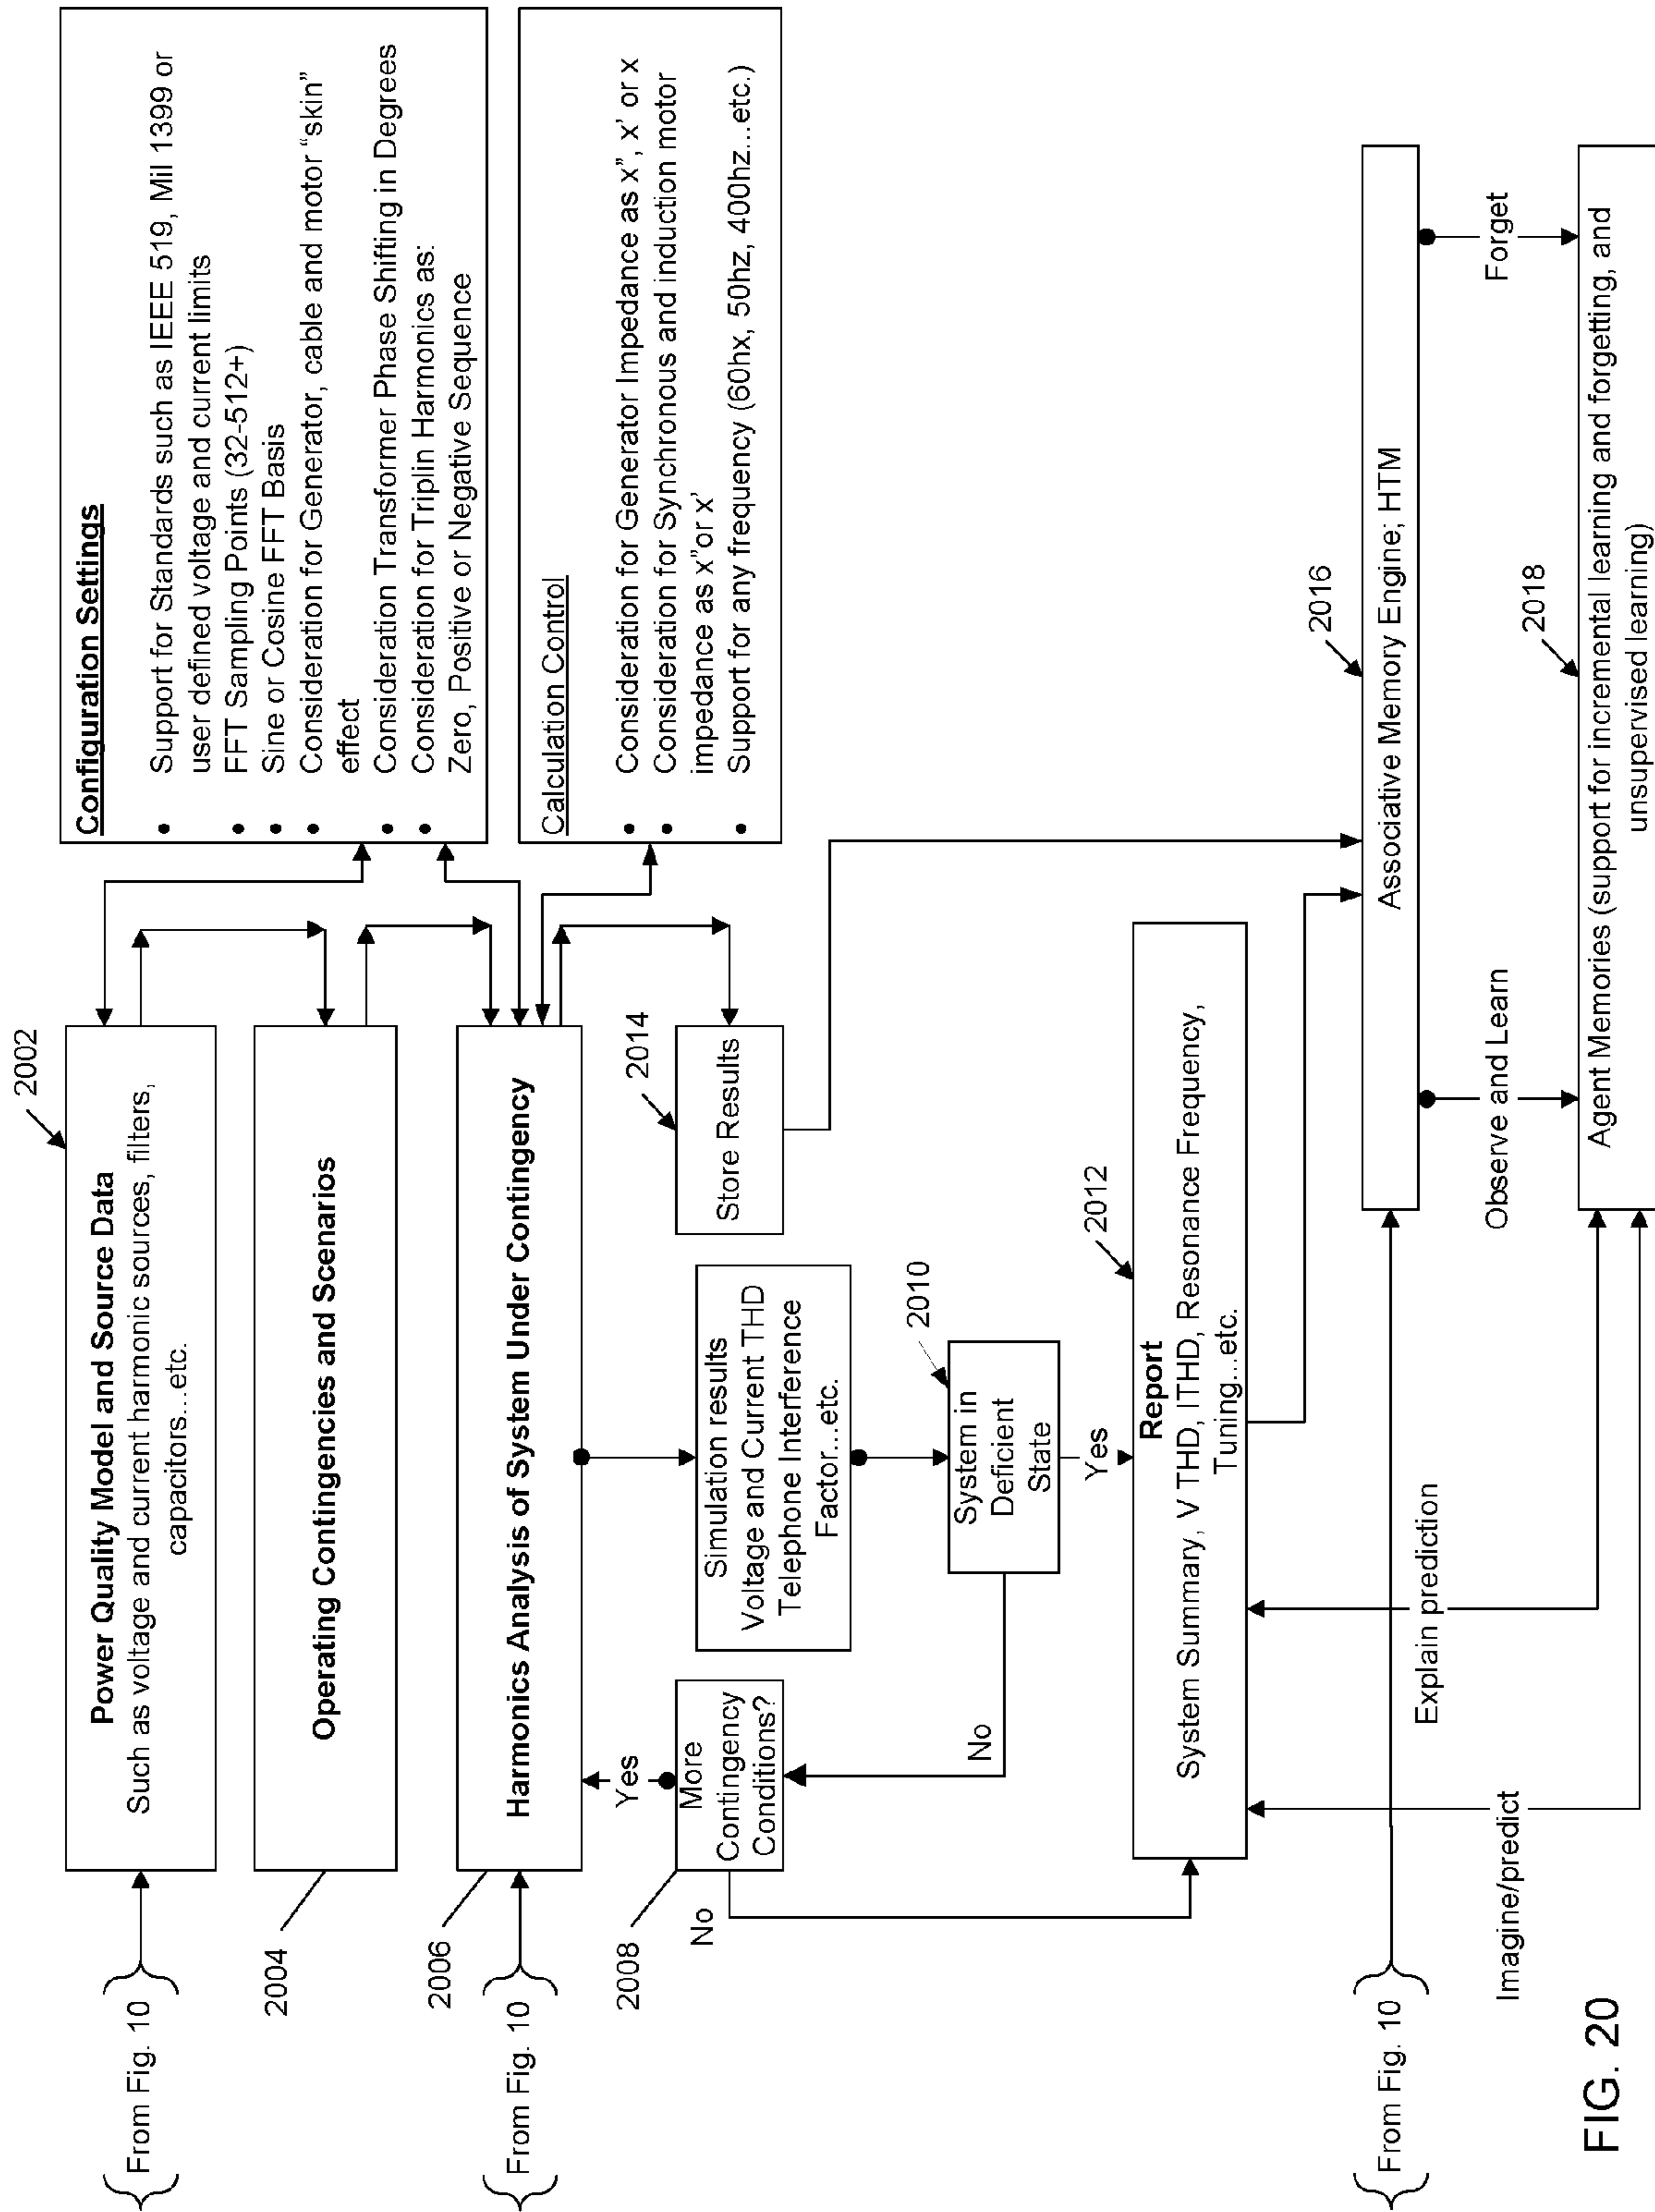 From Fig. 10
2002
Power Quality Model and Source Data
Such as voltage and current harmonic sources, filters,
capacitors...etc.
Configuration Settings
• Support for Standards such as IEEE 519, Mil 1399 or
user defined voltage and current limits
• FFT Sampling Points (32-512+)
• Sine or Cosine FFT Basis
• Consideration for Generator, cable and motor “skin”
effect
• Consideration Transformer Phase Shifting in Degrees
• Consideration for Triplin Harmonics as:
Zero, Positive or Negative Sequence
2004
Operating Contingencies and Scenarios
From Fig. 10
2006
Harmonics Analysis of System Under Contingency
Calculation Control
• Consideration for Generator Impedance as x”, x’ or x
• Consideration for Synchronous and induction motor
impedance as x”or x’
• Support for any frequency (60hx, 50hz, 400hz...etc.)
2008
Yes
More
Contingency
Conditions?
No
Simulation results
Voltage and Current THD
Telephone Interference
Factor...etc.
2014
Store Results
2010
System in
Deficient
State
No
Yes
2012
Report
System Summary, V THD, ITHD, Resonance Frequency,
Tuning...etc.
From Fig. 10
2016
Associative Memory Engine; HTM
Explain prediction
Imagine/predict
Observe and Learn
Forget
2018
Agent Memories (support for incremental learning and forgetting, and
unsupervised learning)
FIG. 20